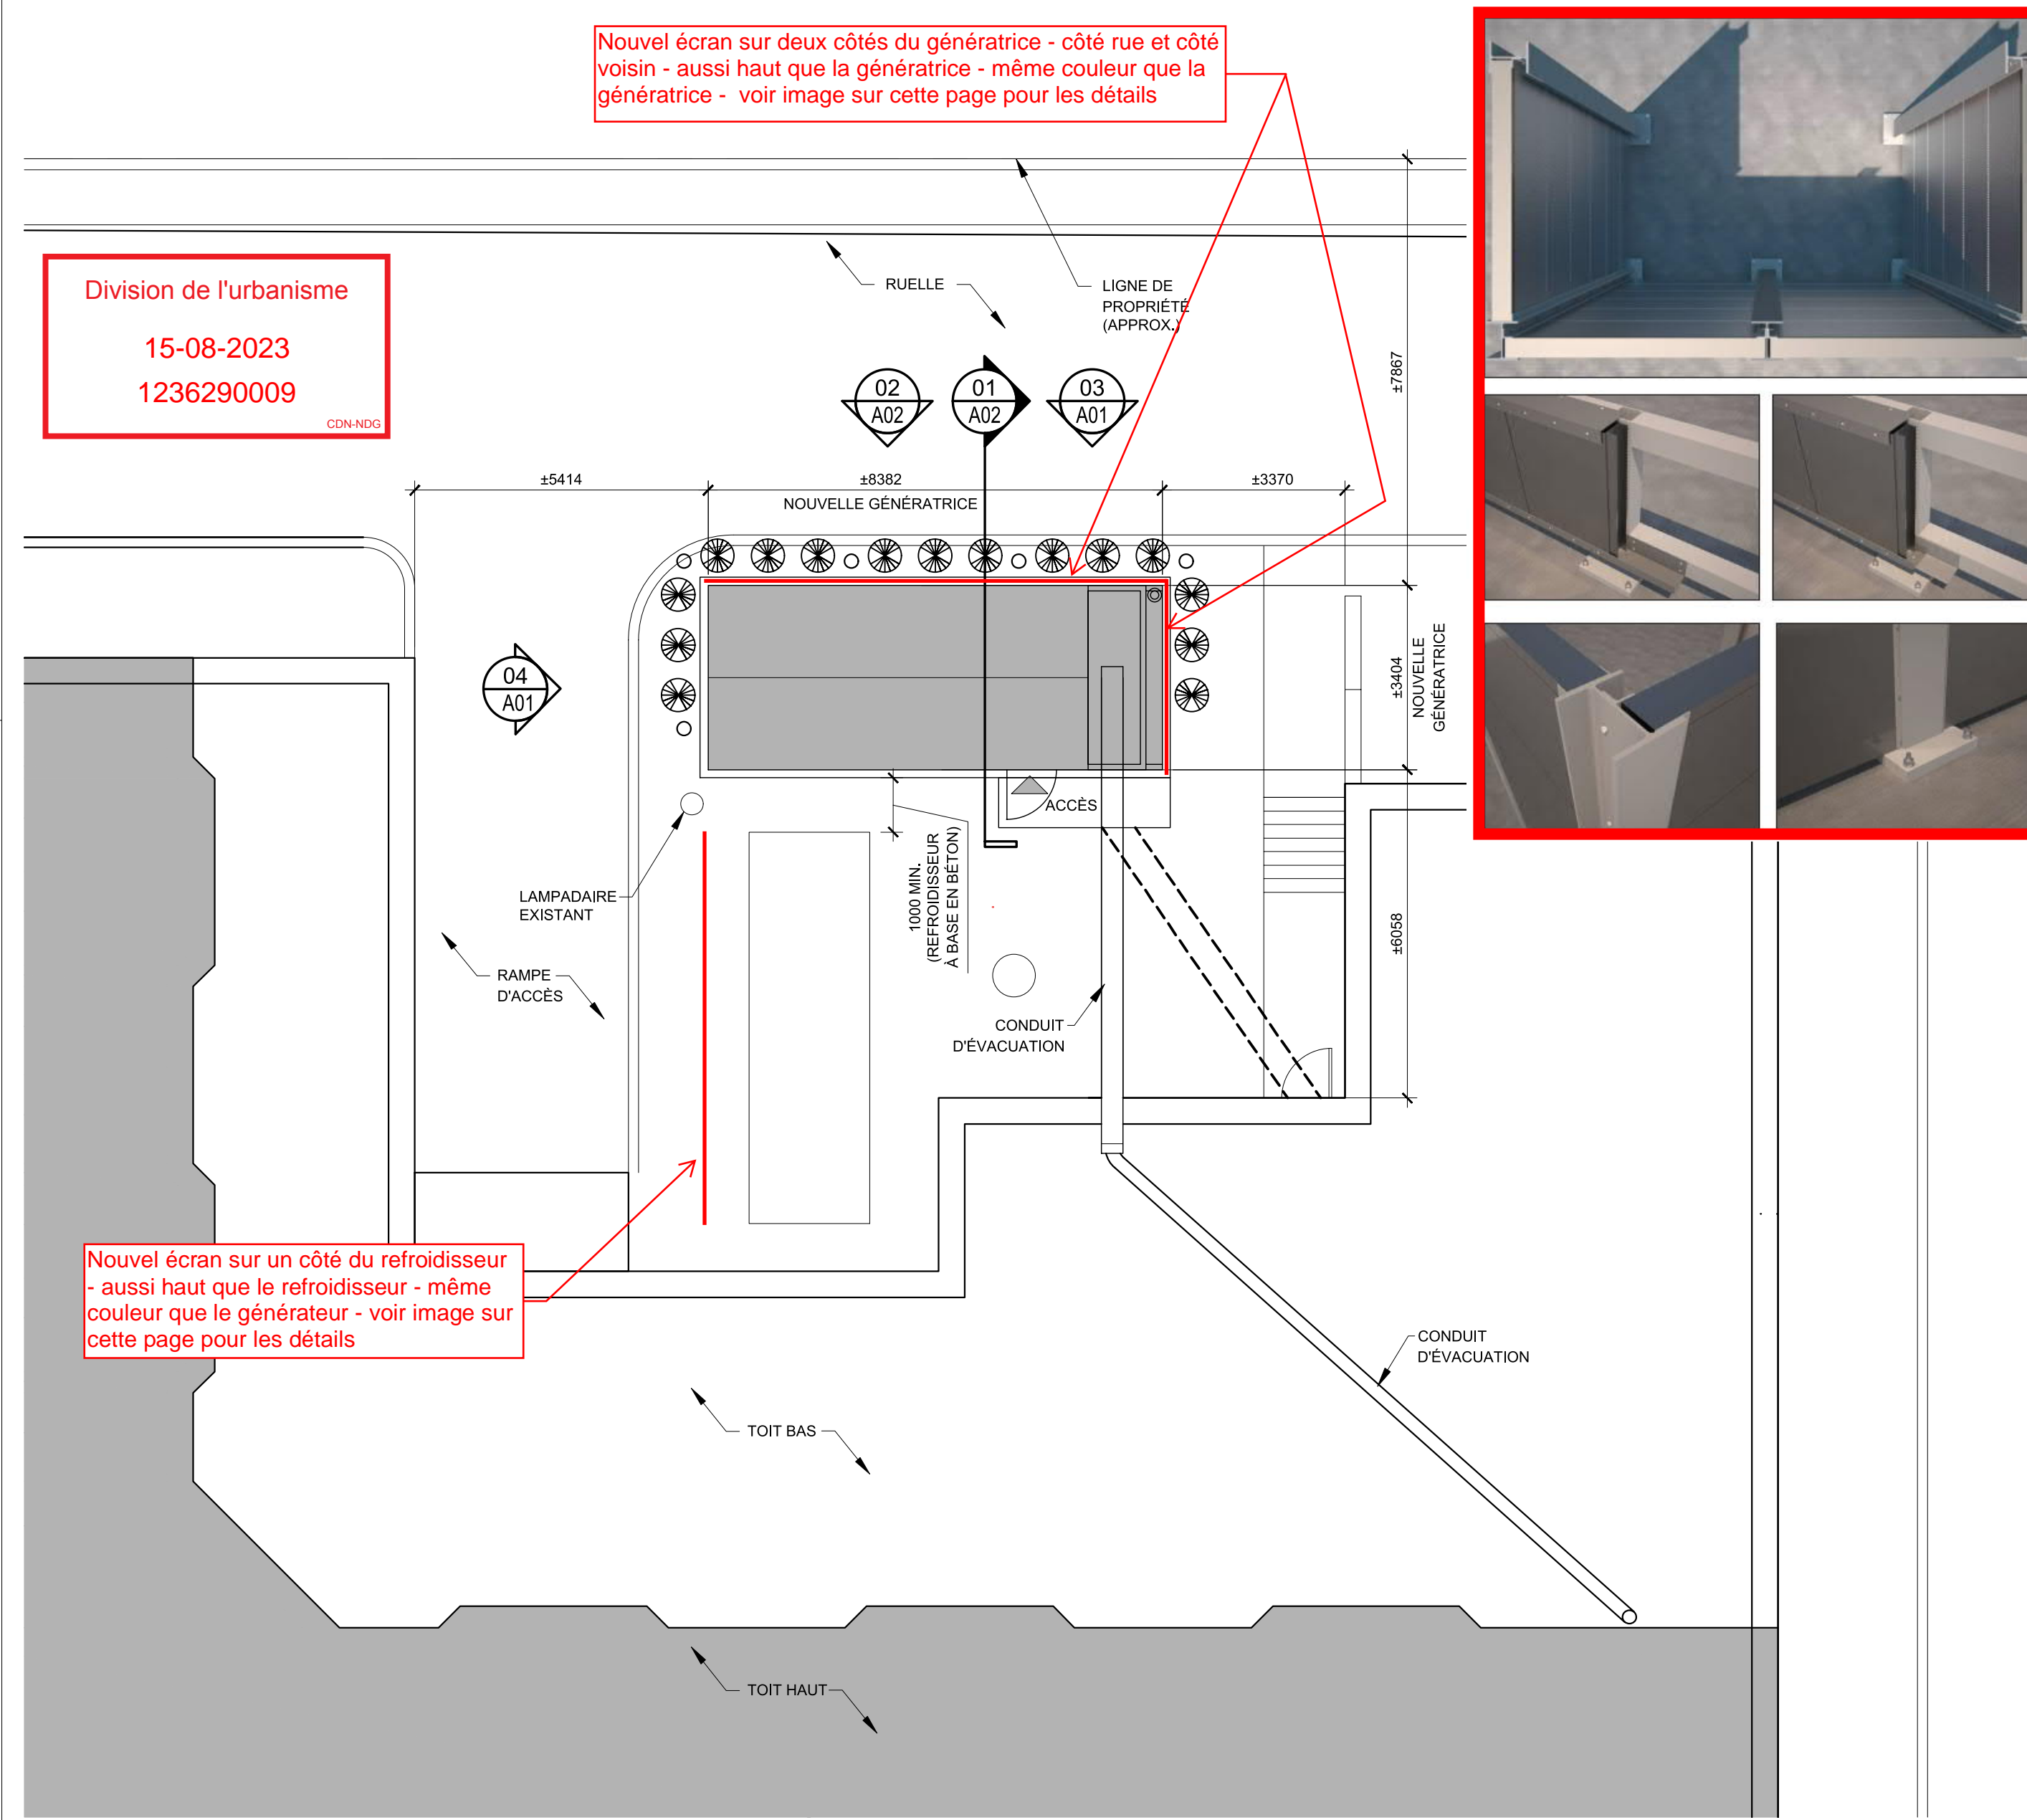 Nouvel écran sur deux côtés du génératrice - côté rue et côté
voisin - aussi haut que la génératrice - même couleur que la
génératrice - voir image sur cette page pour les détails
Division de l'urbanisme
15-08-2023
1236290009
CDN-NDG
RUELLE
LIGNE DE
PROPRIÉTÉ
(APPROX.)
±7867
02
A02
01
A02
03
A01
±5414
±8382
±3370
NOUVELLE GÉNÉRATRICE
04
A01
±3404
NOUVELLE
GÉNÉRATRICE
ACCÈS
1000 MIN.
(REFROIDISSEUR
À BASE EN BÉTON)
LAMPADAIRE
EXISTANT
±6058
RAMPE
D'ACCÈS
CONDUIT
D'ÉVACUATION
Nouvel écran sur un côté du refroidisseur
- aussi haut que le refroidisseur - même
couleur que le générateur - voir image sur
cette page pour les détails
CONDUIT
D'ÉVACUATION
TOIT BAS
TOIT HAUT